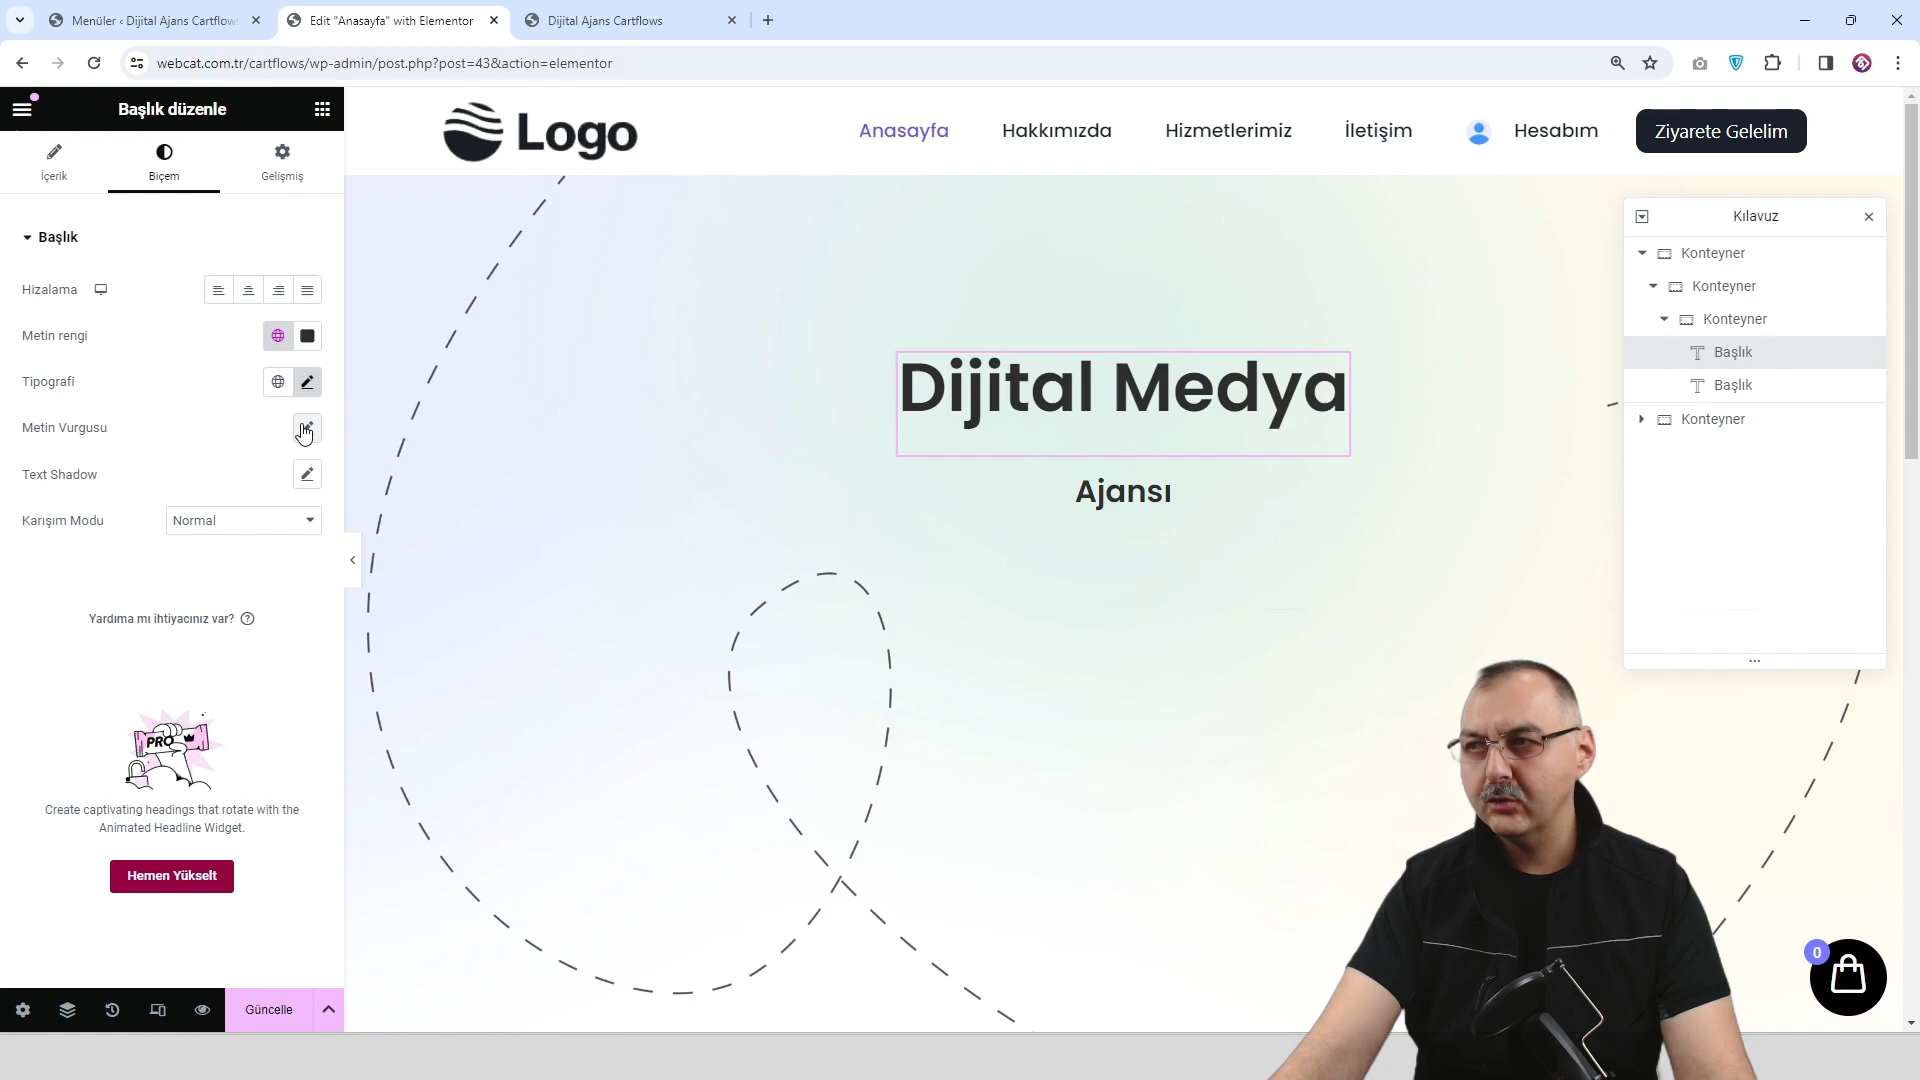 Menüler ‹ Dijital Ajans Cartflows
Edit "Anasayfa" with Elementor
Dijital Ajans Cartflows
webcat.com.tr/cartflows/wp-admin/post.php?post=43&action=elementor
Başlık düzenle
İçerik
Biçem
Gelişmiş
Başlık
Hizalama
Metin rengi
Tipografi
Metin Vurgusu
Text Shadow
Karışım Modu
Normal
Yardıma mı ihtiyacınız var?
PRO
Create captivating headings that rotate with the
Animated Headline Widget.
Hemen Yükselt
Güncelle
Logo
Anasayfa
Hakkımızda
Hizmetlerimiz
İletişim
Hesabım
Ziyarete Gelelim
Dijital Medya
Ajansı
Kılavuz
Konteyner
Konteyner
Konteyner
Başlık
Başlık
Konteyner
0